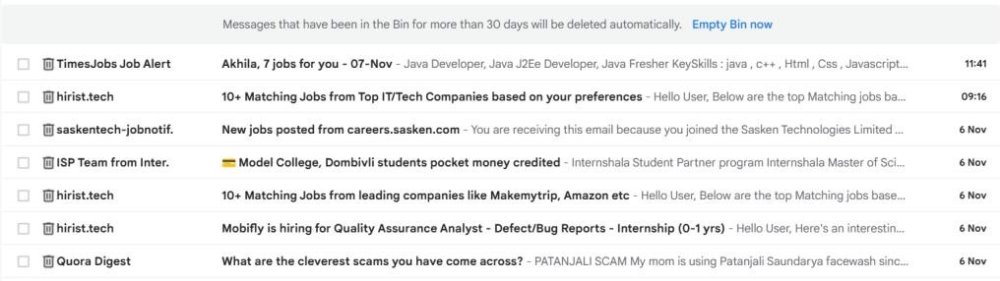 Messages that have been in the Bin for more than 30 days will be deleted automatically. Empty Bin now
TimesJobs Job Alert Akhila, 7 jobs for you - 07-Nov - Java Developer, Java J2Ee Developer, Java Fresher KeySkills : java , c++ , Html , Css , Javascript... 11:41
hirist.tech 10+ Matching Jobs from Top IT/Tech Companies based on your preferences - Hello User, Below are the top Matching jobs ba... 09:16
saskentech-jobnotif. New jobs posted from careers.sasken.com - You are receiving this email because you joined the Sasken Technologies Limited ... 6 Nov
ISP Team from Inter. 💳 Model College, Dombivli students pocket money credited - Internshala Student Partner program Internshala Master of Sci... 6 Nov
hirist.tech 10+ Matching Jobs from leading companies like Makemytrip, Amazon etc - Hello User, Below are the top Matching jobs base... 6 Nov
hirist.tech Mobifly is hiring for Quality Assurance Analyst - Defect/Bug Reports - Internship (0-1 yrs) - Hello User, Here's an interestin... 6 Nov
Quora Digest What are the cleverest scams you have come across? - PATANJALI SCAM My mom is using Patanjali Saundarya facewash sinc... 6 Nov